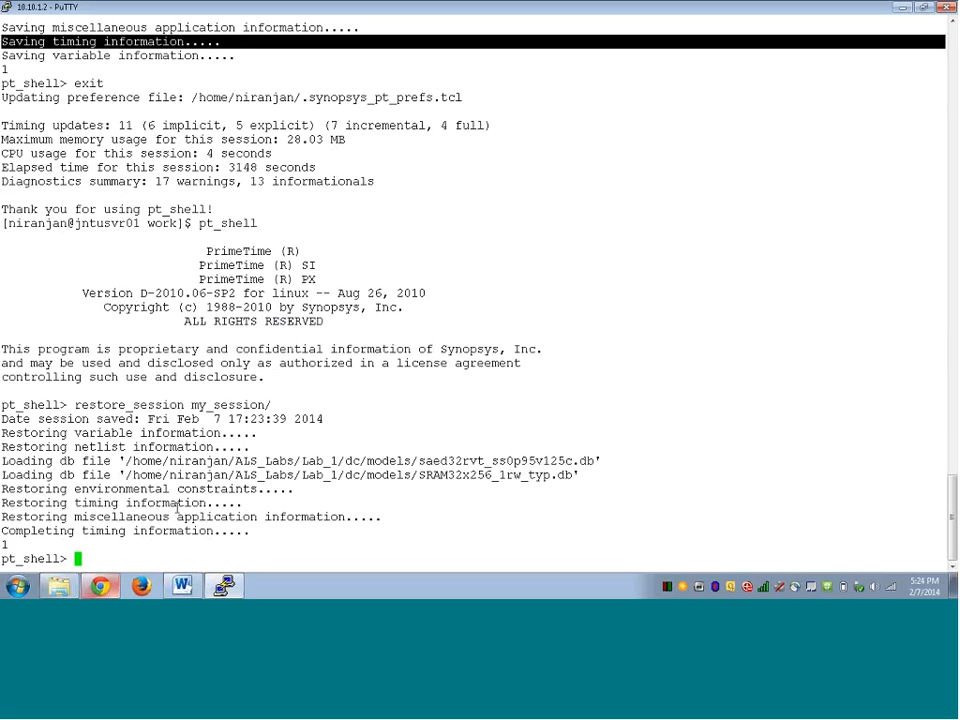 10.10.1.2 - PuTTY
Saving miscellaneous application information.....
Saving timing information.....
Saving variable information.....
1
pt_shell> exit
Updating preference file: /home/niranjan/.synopsys_pt_prefs.tcl
Timing updates: 11 (6 implicit, 5 explicit) (7 incremental, 4 full)
Maximum memory usage for this session: 28.03 MB
CPU usage for this session: 4 seconds
Elapsed time for this session: 3148 seconds
Diagnostics summary: 17 warnings, 13 informationals
Thank you for using pt_shell!
[niranjan@jntusvr01 work]$ pt_shell
PrimeTime (R)
PrimeTime (R) SI
PrimeTime (R) PX
Version D-2010.06-SP2 for linux -- Aug 26, 2010
Copyright (c) 1988-2010 by Synopsys, Inc.
ALL RIGHTS RESERVED
This program is proprietary and confidential information of Synopsys, Inc.
and may be used and disclosed only as authorized in a license agreement
controlling such use and disclosure.
pt_shell> restore_session my_session/
Date session saved: Fri Feb  7 17:23:39 2014
Restoring variable information.....
Restoring netlist information.....
Loading db file '/home/niranjan/ALS_Labs/Lab_1/dc/models/saed32rvt_ss0p95v125c.db'
Loading db file '/home/niranjan/ALS_Labs/Lab_1/dc/models/SRAM32x256_1rw_typ.db'
Restoring environmental constraints.....
Restoring timing information.....
Restoring miscellaneous application information.....
Completing timing information.....
1
pt_shell>
5:24 PM
2/7/2014